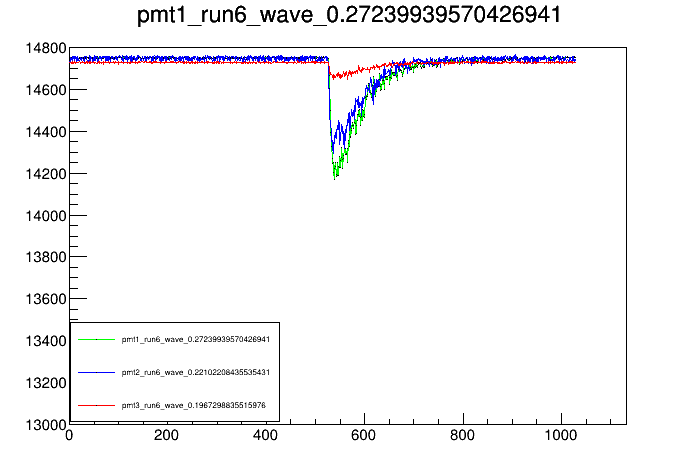 pmt1_run6_wave_0.27239939570426941
14800
14600
14400
14200
14000
13800
13600
13400
13200
13000
pmt1_run6_wave_0.27239939570426941
pmt2_run6_wave_0.22102208435535431
pmt3_run6_wave_0.1967298835515976
0 200 400 600 800 1000